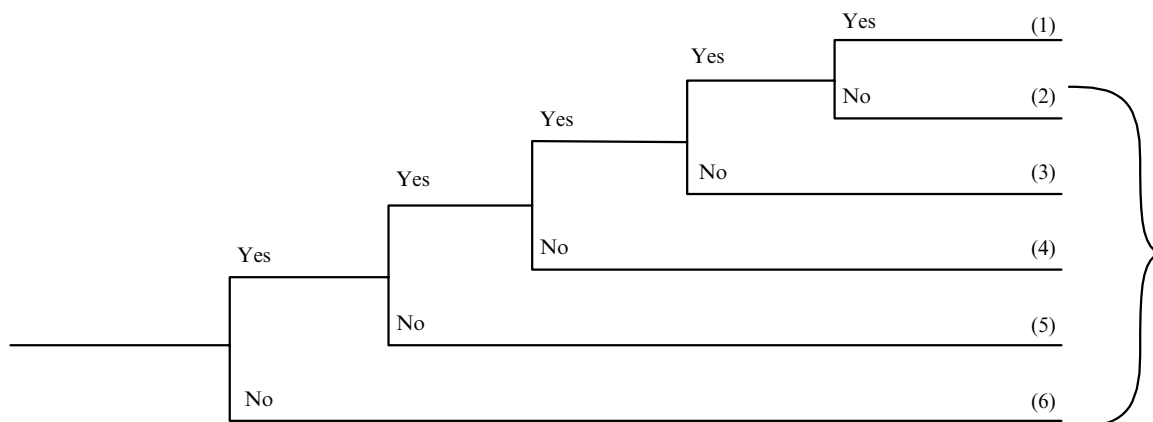 Yes (1)
Yes
No (2)
Yes
No (3)
Yes
No (4)
Yes
No (5)
No (6)